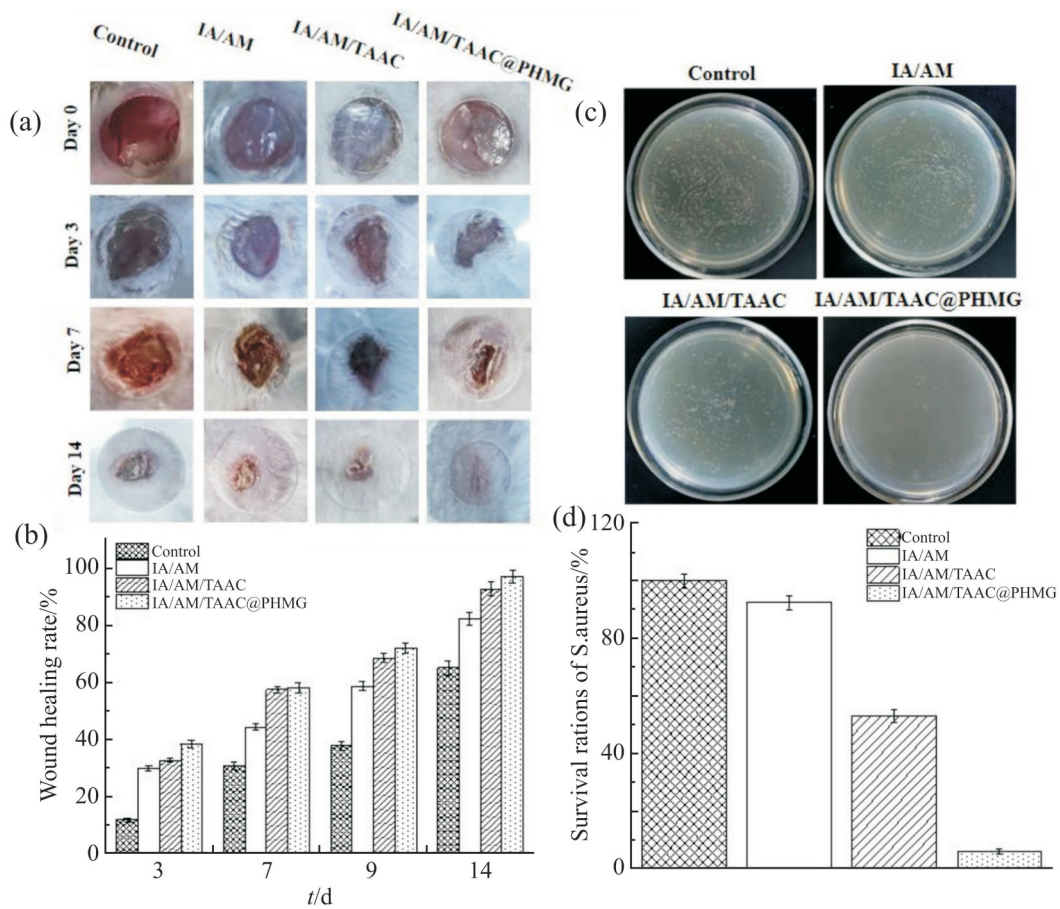 (a)
Control
IA/AM
IA/AM/TAAC
IA/AM/TAAC@PHMG
Day 0
Day 3
Day 7
Day 14
(c)
Control
IA/AM
IA/AM/TAAC
IA/AM/TAAC@PHMG
(b)
Wound healing rate/%
100
80
60
40
20
0
Control
IA/AM
IA/AM/TAAC
IA/AM/TAAC@PHMG
3
7
9
14
t/d
(d)
Survival rations of S.aureus/%
120
80
40
0
Control
IA/AM
IA/AM/TAAC
IA/AM/TAAC@PHMG